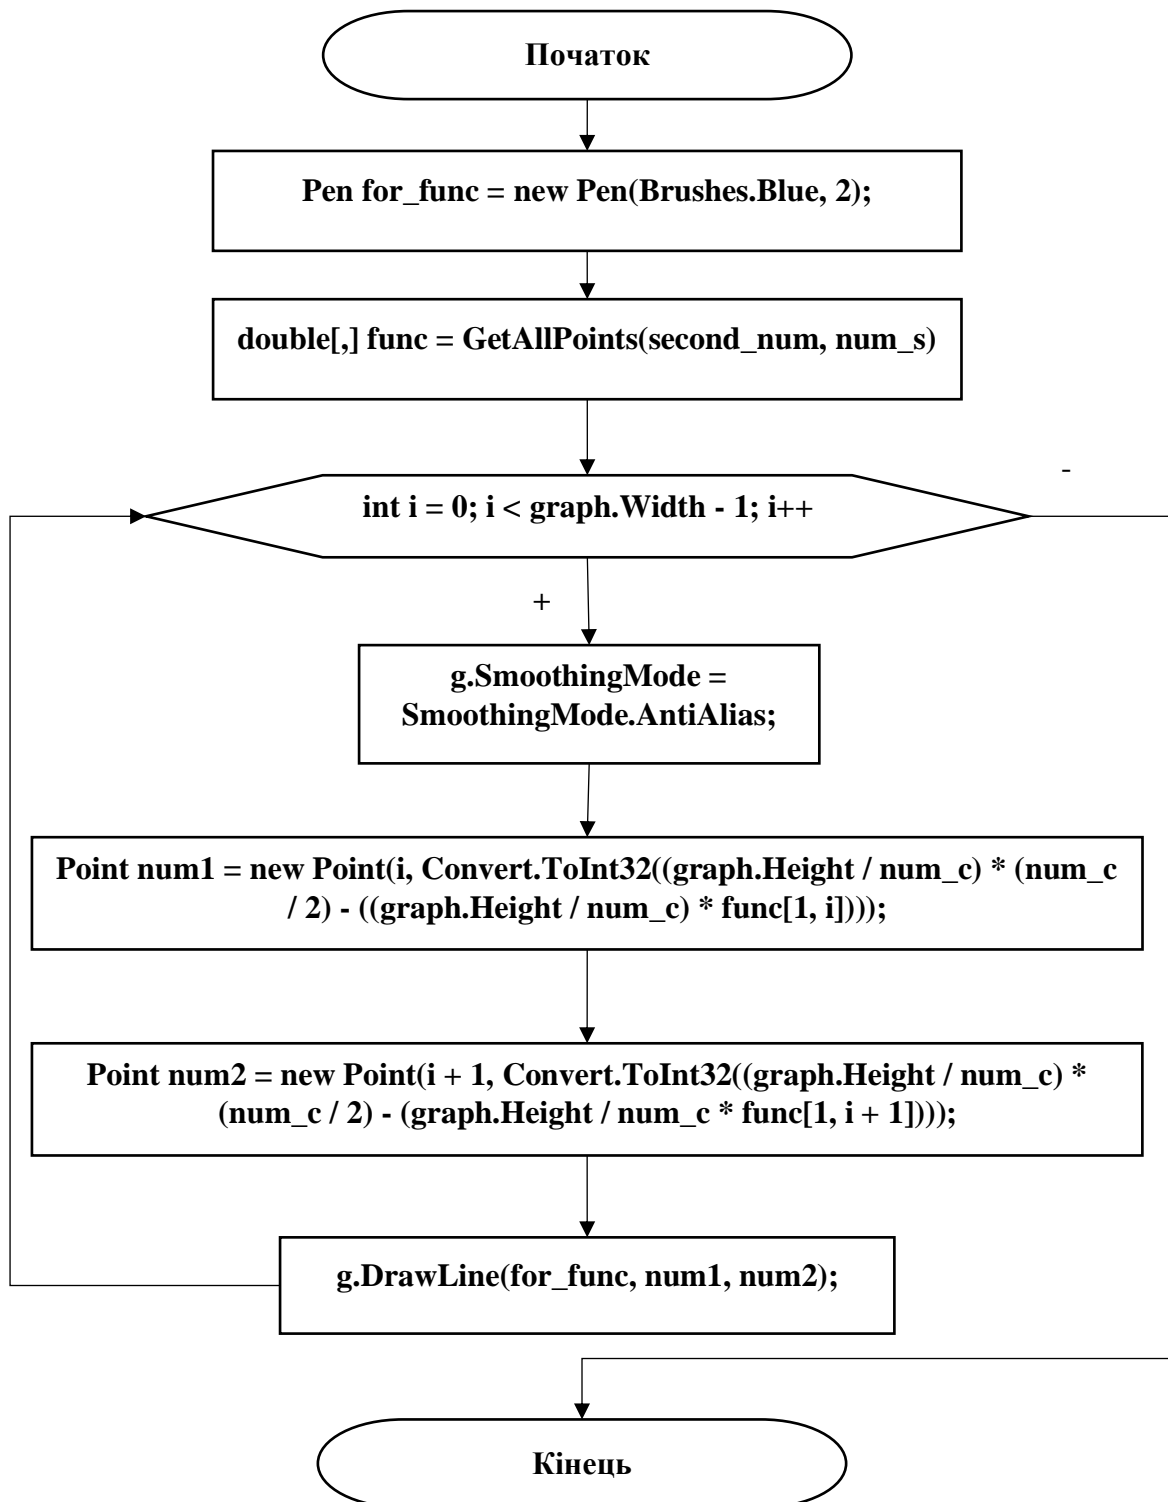 Початок
Pen for_func = new Pen(Brushes.Blue, 2);
double[,] func = GetAllPoints(second_num, num_s)
-
int i = 0; i < graph.Width - 1; i++
+
g.SmoothingMode =
SmoothingMode.AntiAlias;
Point num1 = new Point(i, Convert.ToInt32((graph.Height / num_c) * (num_c
/ 2) - ((graph.Height / num_c) * func[1, i])));
Point num2 = new Point(i + 1, Convert.ToInt32((graph.Height / num_c) *
(num_c / 2) - (graph.Height / num_c * func[1, i + 1])));
g.DrawLine(for_func, num1, num2);
Кінець